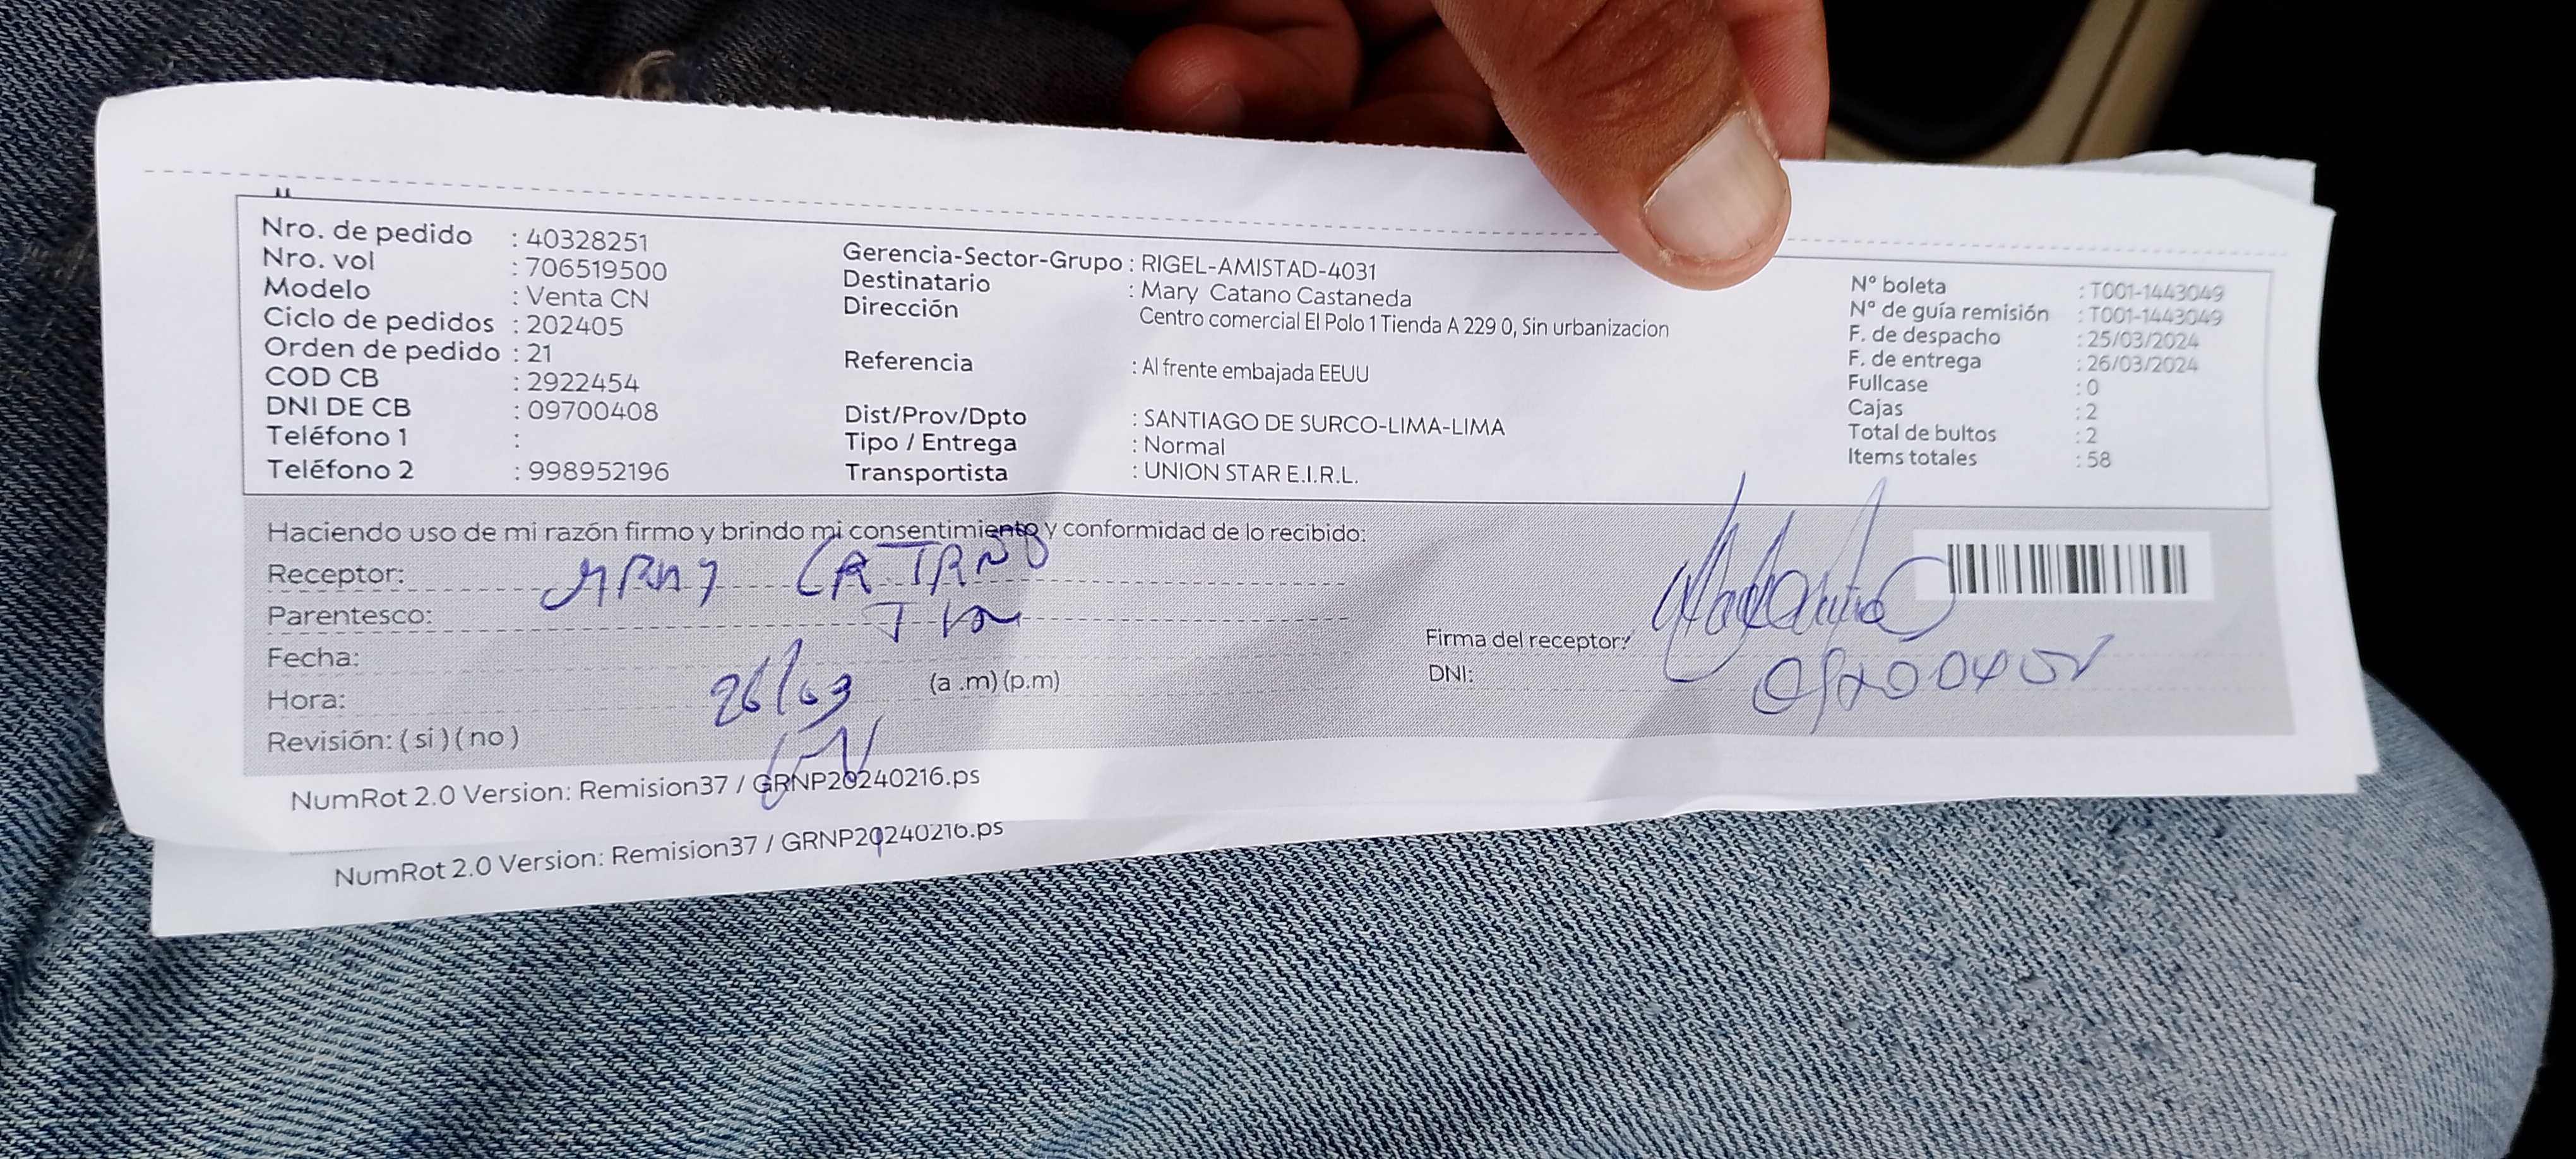 Nro. de pedido : 40328251
Nro. vol : 706519500
Modelo : Venta CN
Ciclo de pedidos : 202405
Orden de pedido : 21
COD CB : 2922454
DNI DE CB : 09700408
Teléfono 1 :
Teléfono 2 : 998952196
Gerencia-Sector-Grupo : RIGEL-AMISTAD-4031
Destinatario : Mary Catano Castaneda
Dirección
Centro comercial El Polo 1 Tienda A 229 0, Sin urbanizacion
Referencia : Al frente embajada EEUU
Dist/Prov/Dpto : SANTIAGO DE SURCO-LIMA-LIMA
Tipo / Entrega : Normal
Transportista : UNION STAR E.I.R.L.
N° boleta : T001-1443049
N° de guía remisión : T001-1443049
F. de despacho : 25/03/2024
F. de entrega : 26/03/2024
Fullcase : 0
Cajas : 2
Total de bultos : 2
Items totales : 58
Haciendo uso de mi razón firmo y brindo mi consentimiento y conformidad de lo recibido:
Receptor: MARY CATANO
Parentesco:
Fecha:
26/03
Hora: (a .m) (p.m)
Revisión: ( si ) ( no )
Firma del receptor:
DNI:
NumRot 2.0 Version: Remision37 / GRNP20240216.ps
NumRot 2.0 Version: Remision37 / GRNP20240216.ps